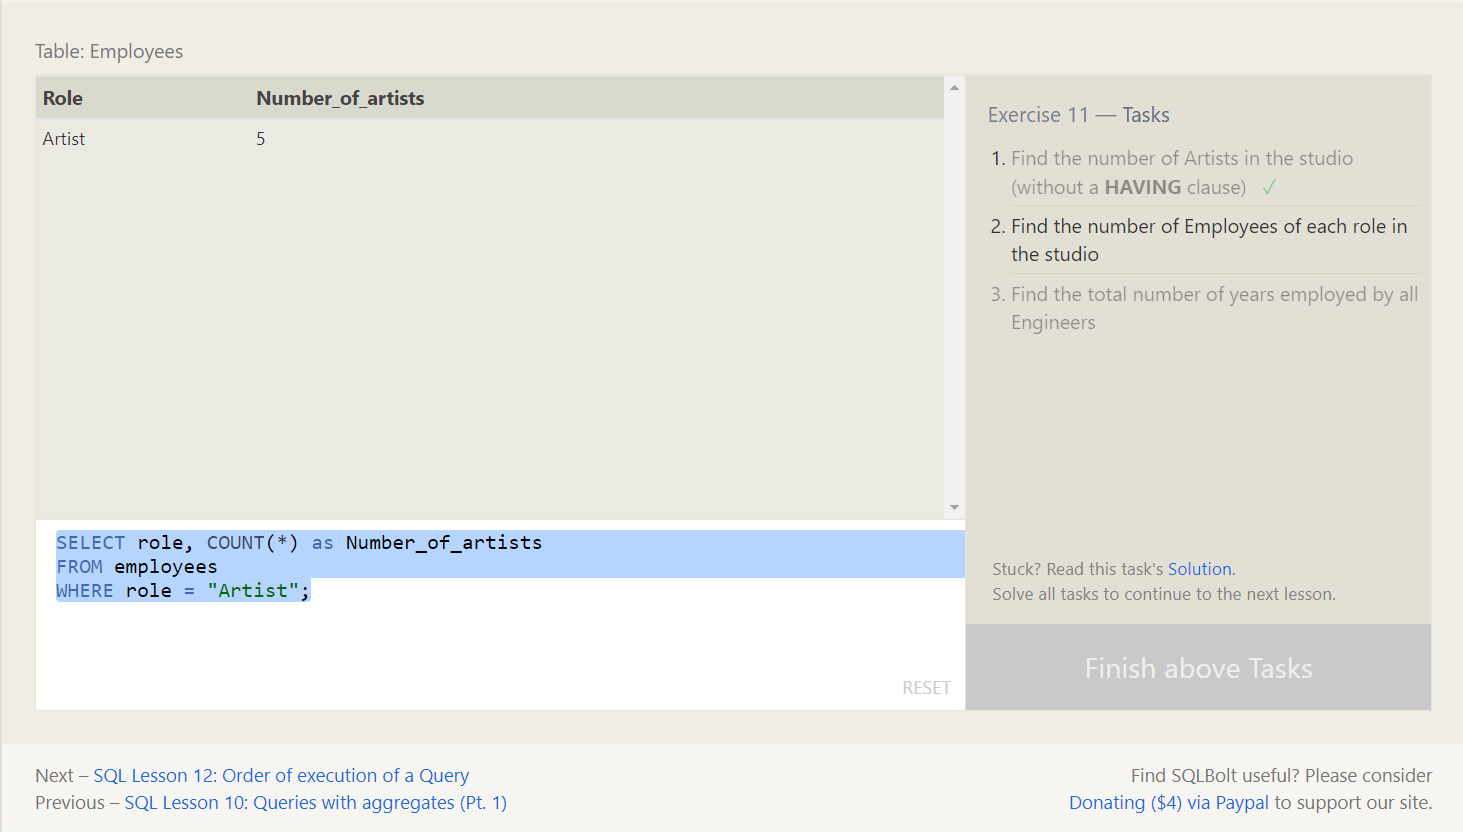 Table: Employees
Role Number_of_artists
Artist 5
SELECT role, COUNT(*) as Number_of_artists
FROM employees
WHERE role = "Artist";
RESET
Exercise 11 — Tasks
1. Find the number of Artists in the studio
(without a HAVING clause) ✓
2. Find the number of Employees of each role in
the studio
3. Find the total number of years employed by all
Engineers
Stuck? Read this task's Solution.
Solve all tasks to continue to the next lesson.
Finish above Tasks
Next – SQL Lesson 12: Order of execution of a Query
Previous – SQL Lesson 10: Queries with aggregates (Pt. 1)
Find SQLBolt useful? Please consider
Donating ($4) via Paypal to support our site.